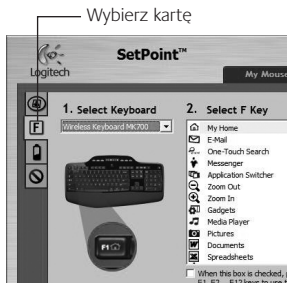 Wybierz kartę
Logitech
SetPoint™
My Mouse
1. Select Keyboard
Wireless Keyboard MK700
F
F1
2. Select F Key
My Home
E-Mail
One-Touch Search
Messenger
Application Switcher
Zoom Out
Zoom In
Gadgets
Media Player
Pictures
Documents
Spreadsheets
When this box is checked,
F1, F2 ... F12 keys to use